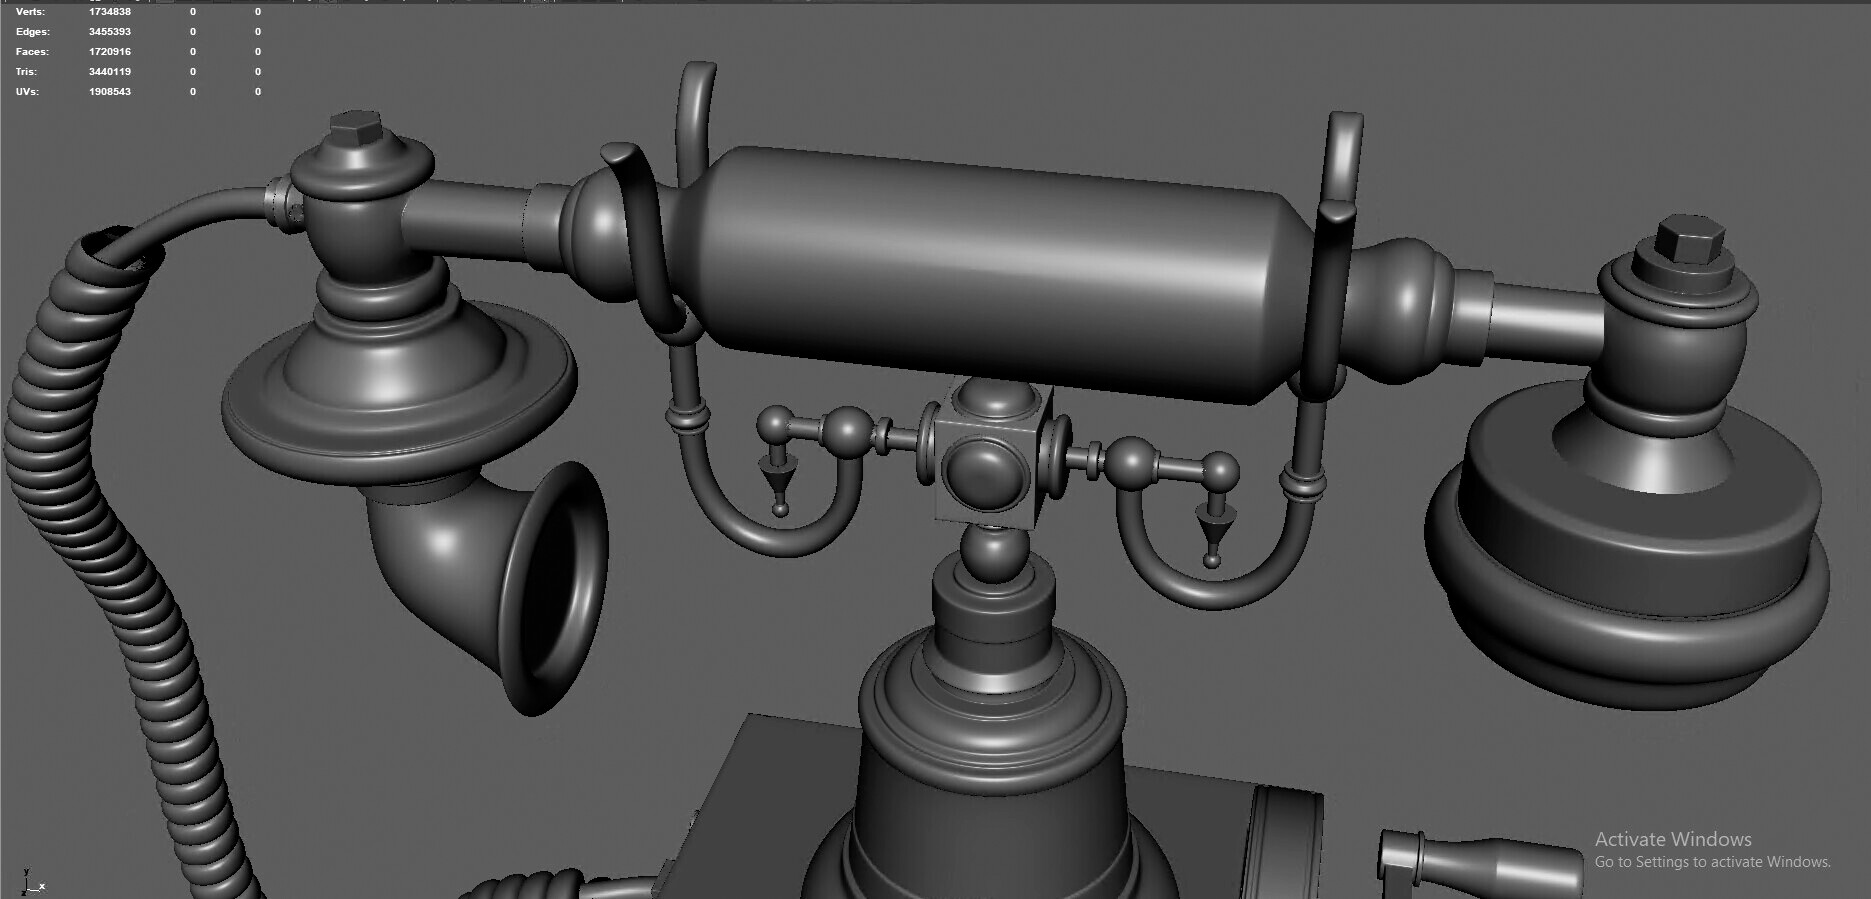 Verts: 1734838 0 0
Edges: 3455393 0 0
Faces: 1720916 0 0
Tris: 3440119 0 0
UVs: 1908543 0 0
Activate Windows
Go to Settings to activate Windows.
y
z x